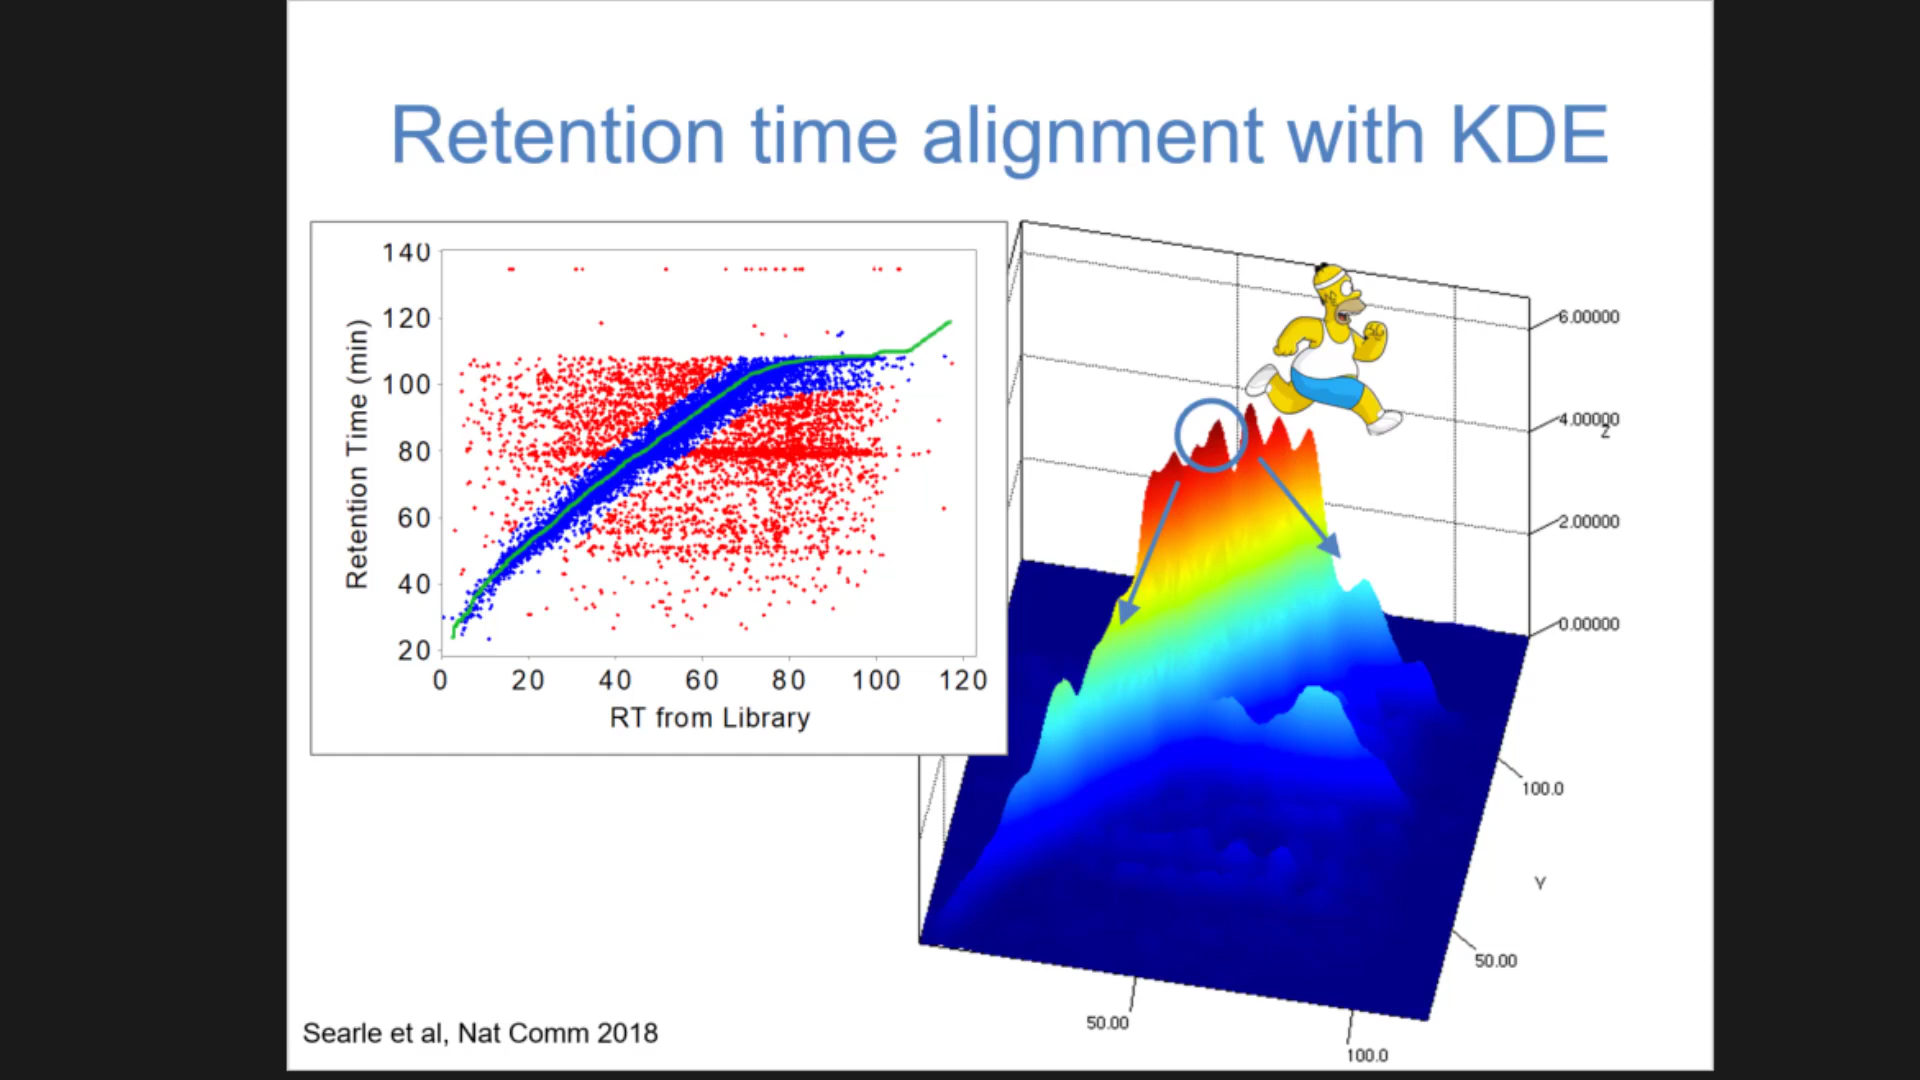 Retention time alignment with KDE
140
120
100
80
60
40
20
Retention Time (min)
0 20 40 60 80 100 120
RT from Library
6.00000
4.00000
Z
2.00000
0.00000
100.0
Y
50.00
50.00
100.0
Searle et al, Nat Comm 2018